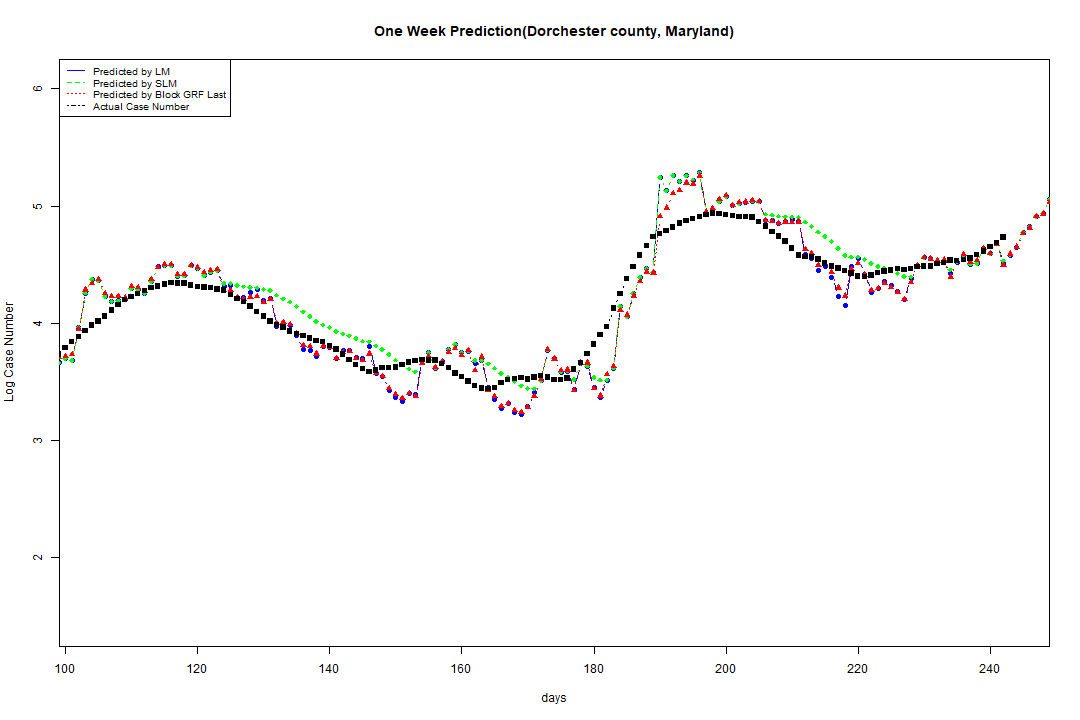 One Week Prediction(Dorchester county, Maryland)
Predicted by LM
Predicted by SLM
Predicted by Block GRF Last
Actual Case Number
6
5
4
3
2
Log Case Number
100 120 140 160 180 200 220 240
days